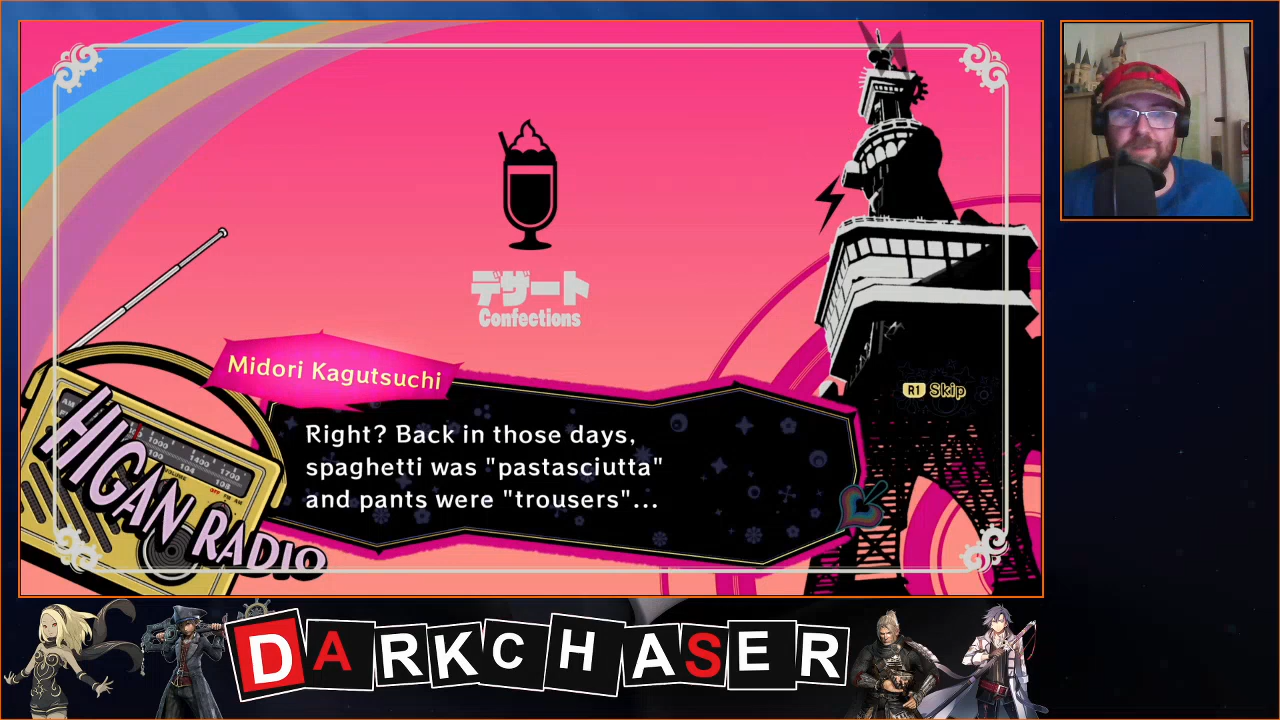 デザート
Confections
Midori Kagutsuchi
R1 Skip
Right? Back in those days,
spaghetti was "pastasciutta"
and pants were "trousers"...
HIGAN RADIO
DARKCHASER